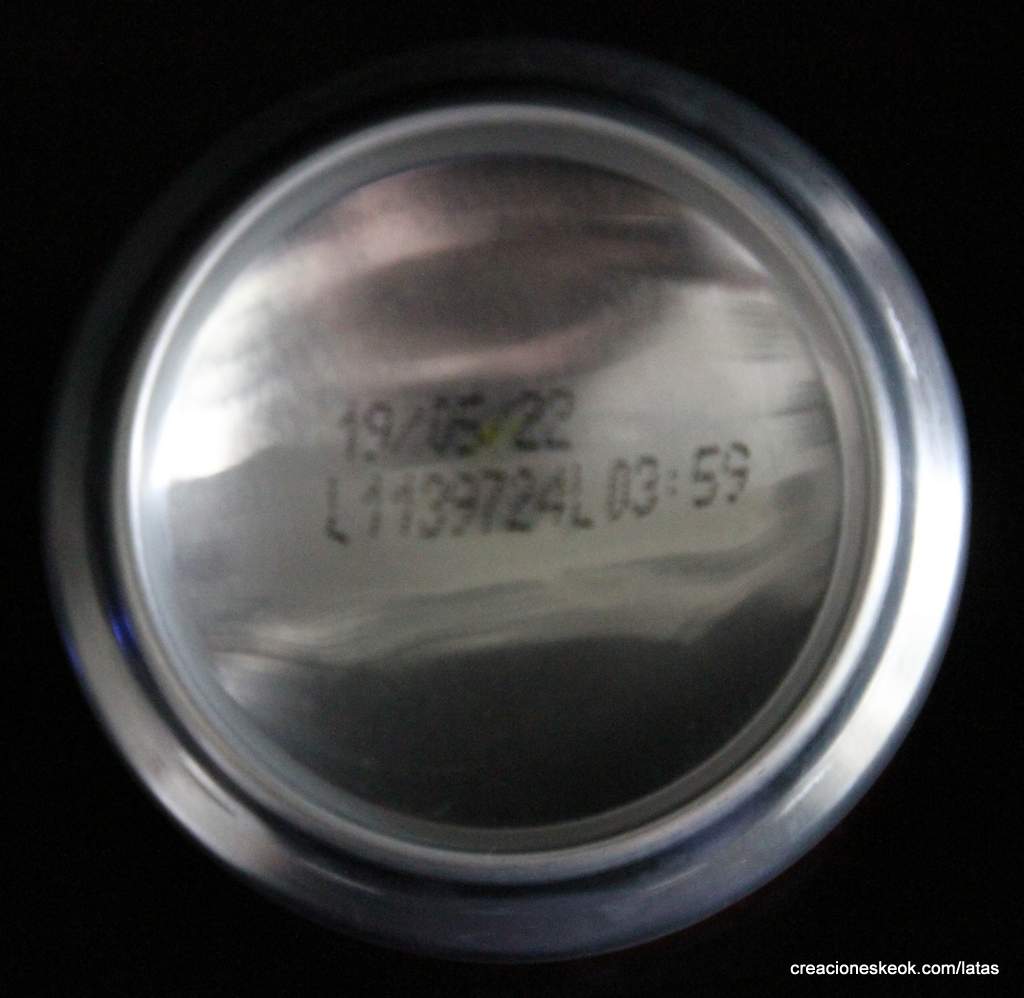 19/05/22
L1139724L 03:59
creacioneskeok.com/latas